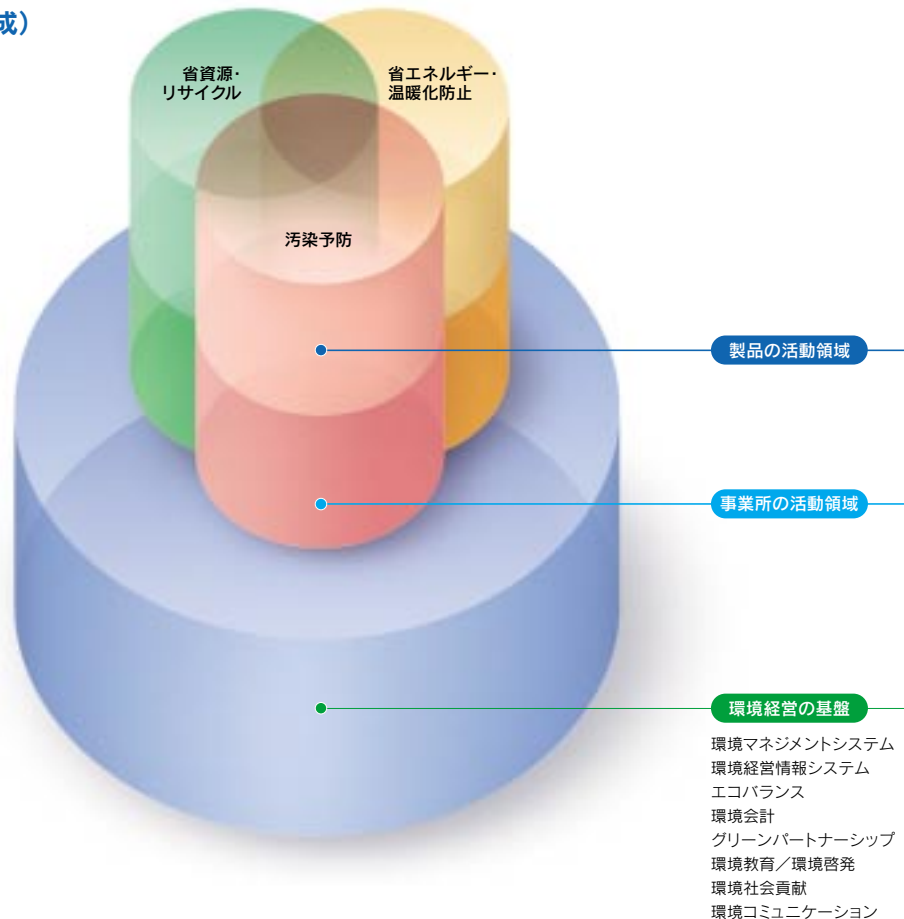 成）
省資源・
リサイクル
省エネルギー・
温暖化防止
汚染予防
製品の活動領域
事業所の活動領域
環境経営の基盤
環境マネジメントシステム
環境経営情報システム
エコバランス
環境会計
グリーンパートナーシップ
環境教育／環境啓発
環境社会貢献
環境コミュニケーション